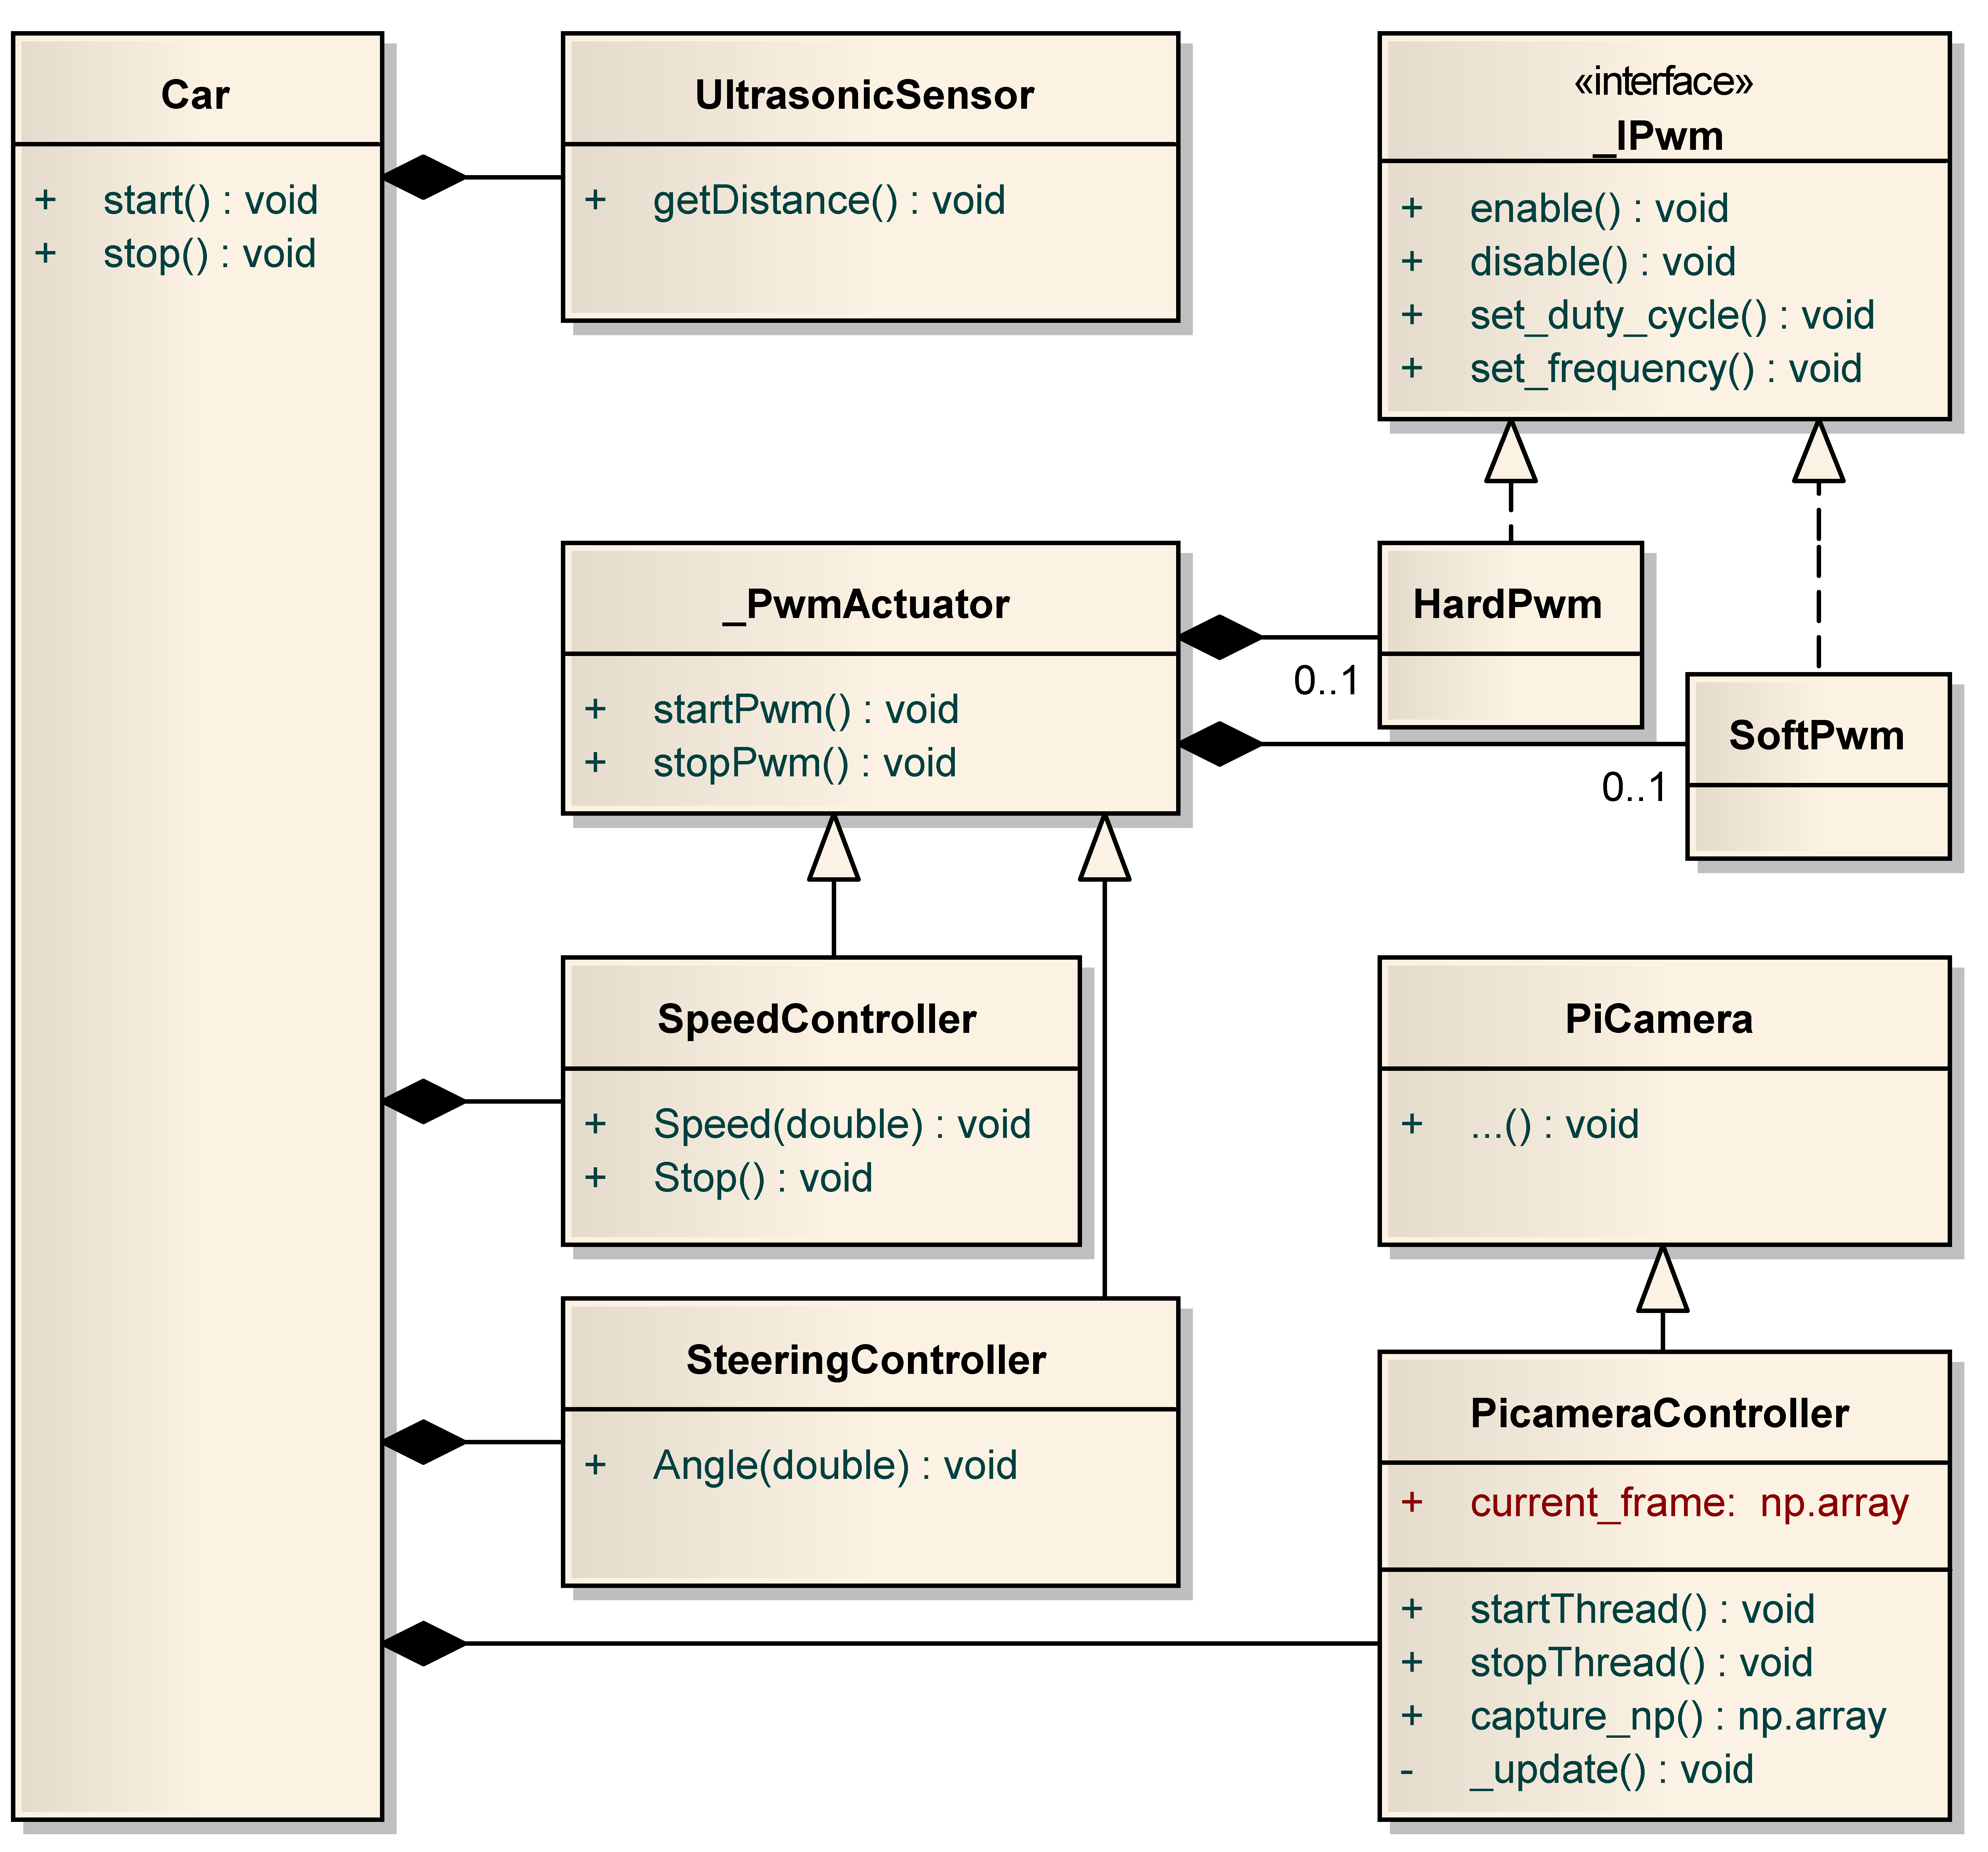 Car
+ start() : void
+ stop() : void
UltrasonicSensor
+ getDistance() : void
«interface»
_IPwm
+ enable() : void
+ disable() : void
+ set_duty_cycle() : void
+ set_frequency() : void
_PwmActuator
+ startPwm() : void
+ stopPwm() : void
HardPwm
0..1
SoftPwm
0..1
SpeedController
+ Speed(double) : void
+ Stop() : void
PiCamera
+ ...() : void
SteeringController
+ Angle(double) : void
PicameraController
+ current_frame: np.array
+ startThread() : void
+ stopThread() : void
+ capture_np() : np.array
- _update() : void